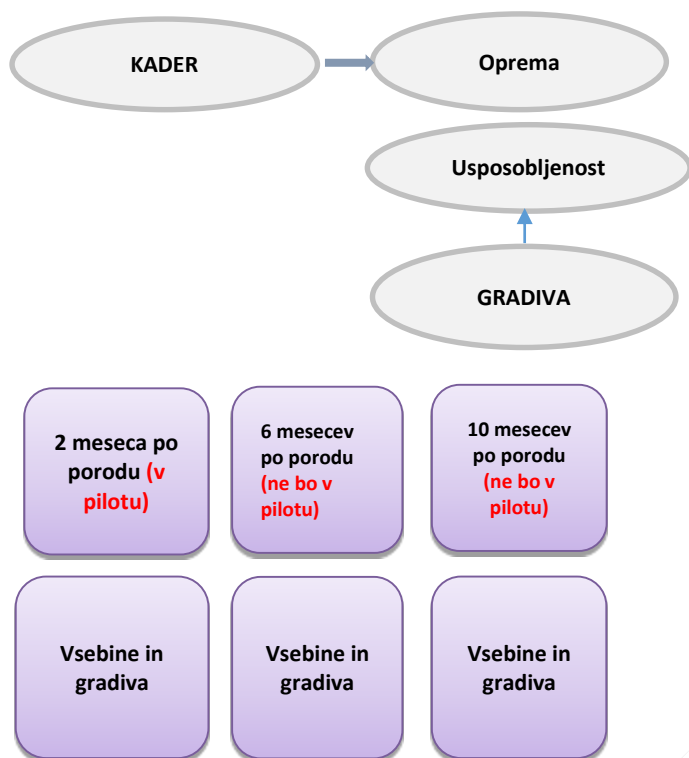 KADER
Oprema
Usposobljenost
GRADIVA
2 meseca po
porodu (v
pilotu)
6 mesecev
po porodu
(ne bo v
pilotu)
10 mesecev
po porodu
(ne bo v
pilotu)
Vsebine in
gradiva
Vsebine in
gradiva
Vsebine in
gradiva